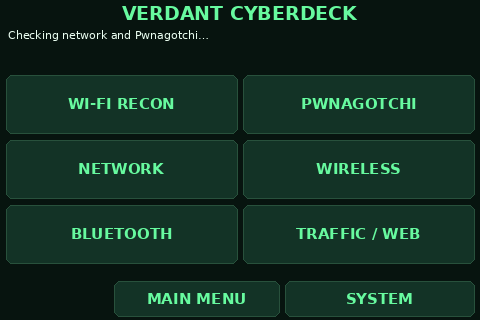 VERDANT CYBERDECK
Checking network and Pwnagotchi...
WI-FI RECON
PWNAGOTCHI
NETWORK
WIRELESS
BLUETOOTH
TRAFFIC / WEB
MAIN MENU
SYSTEM